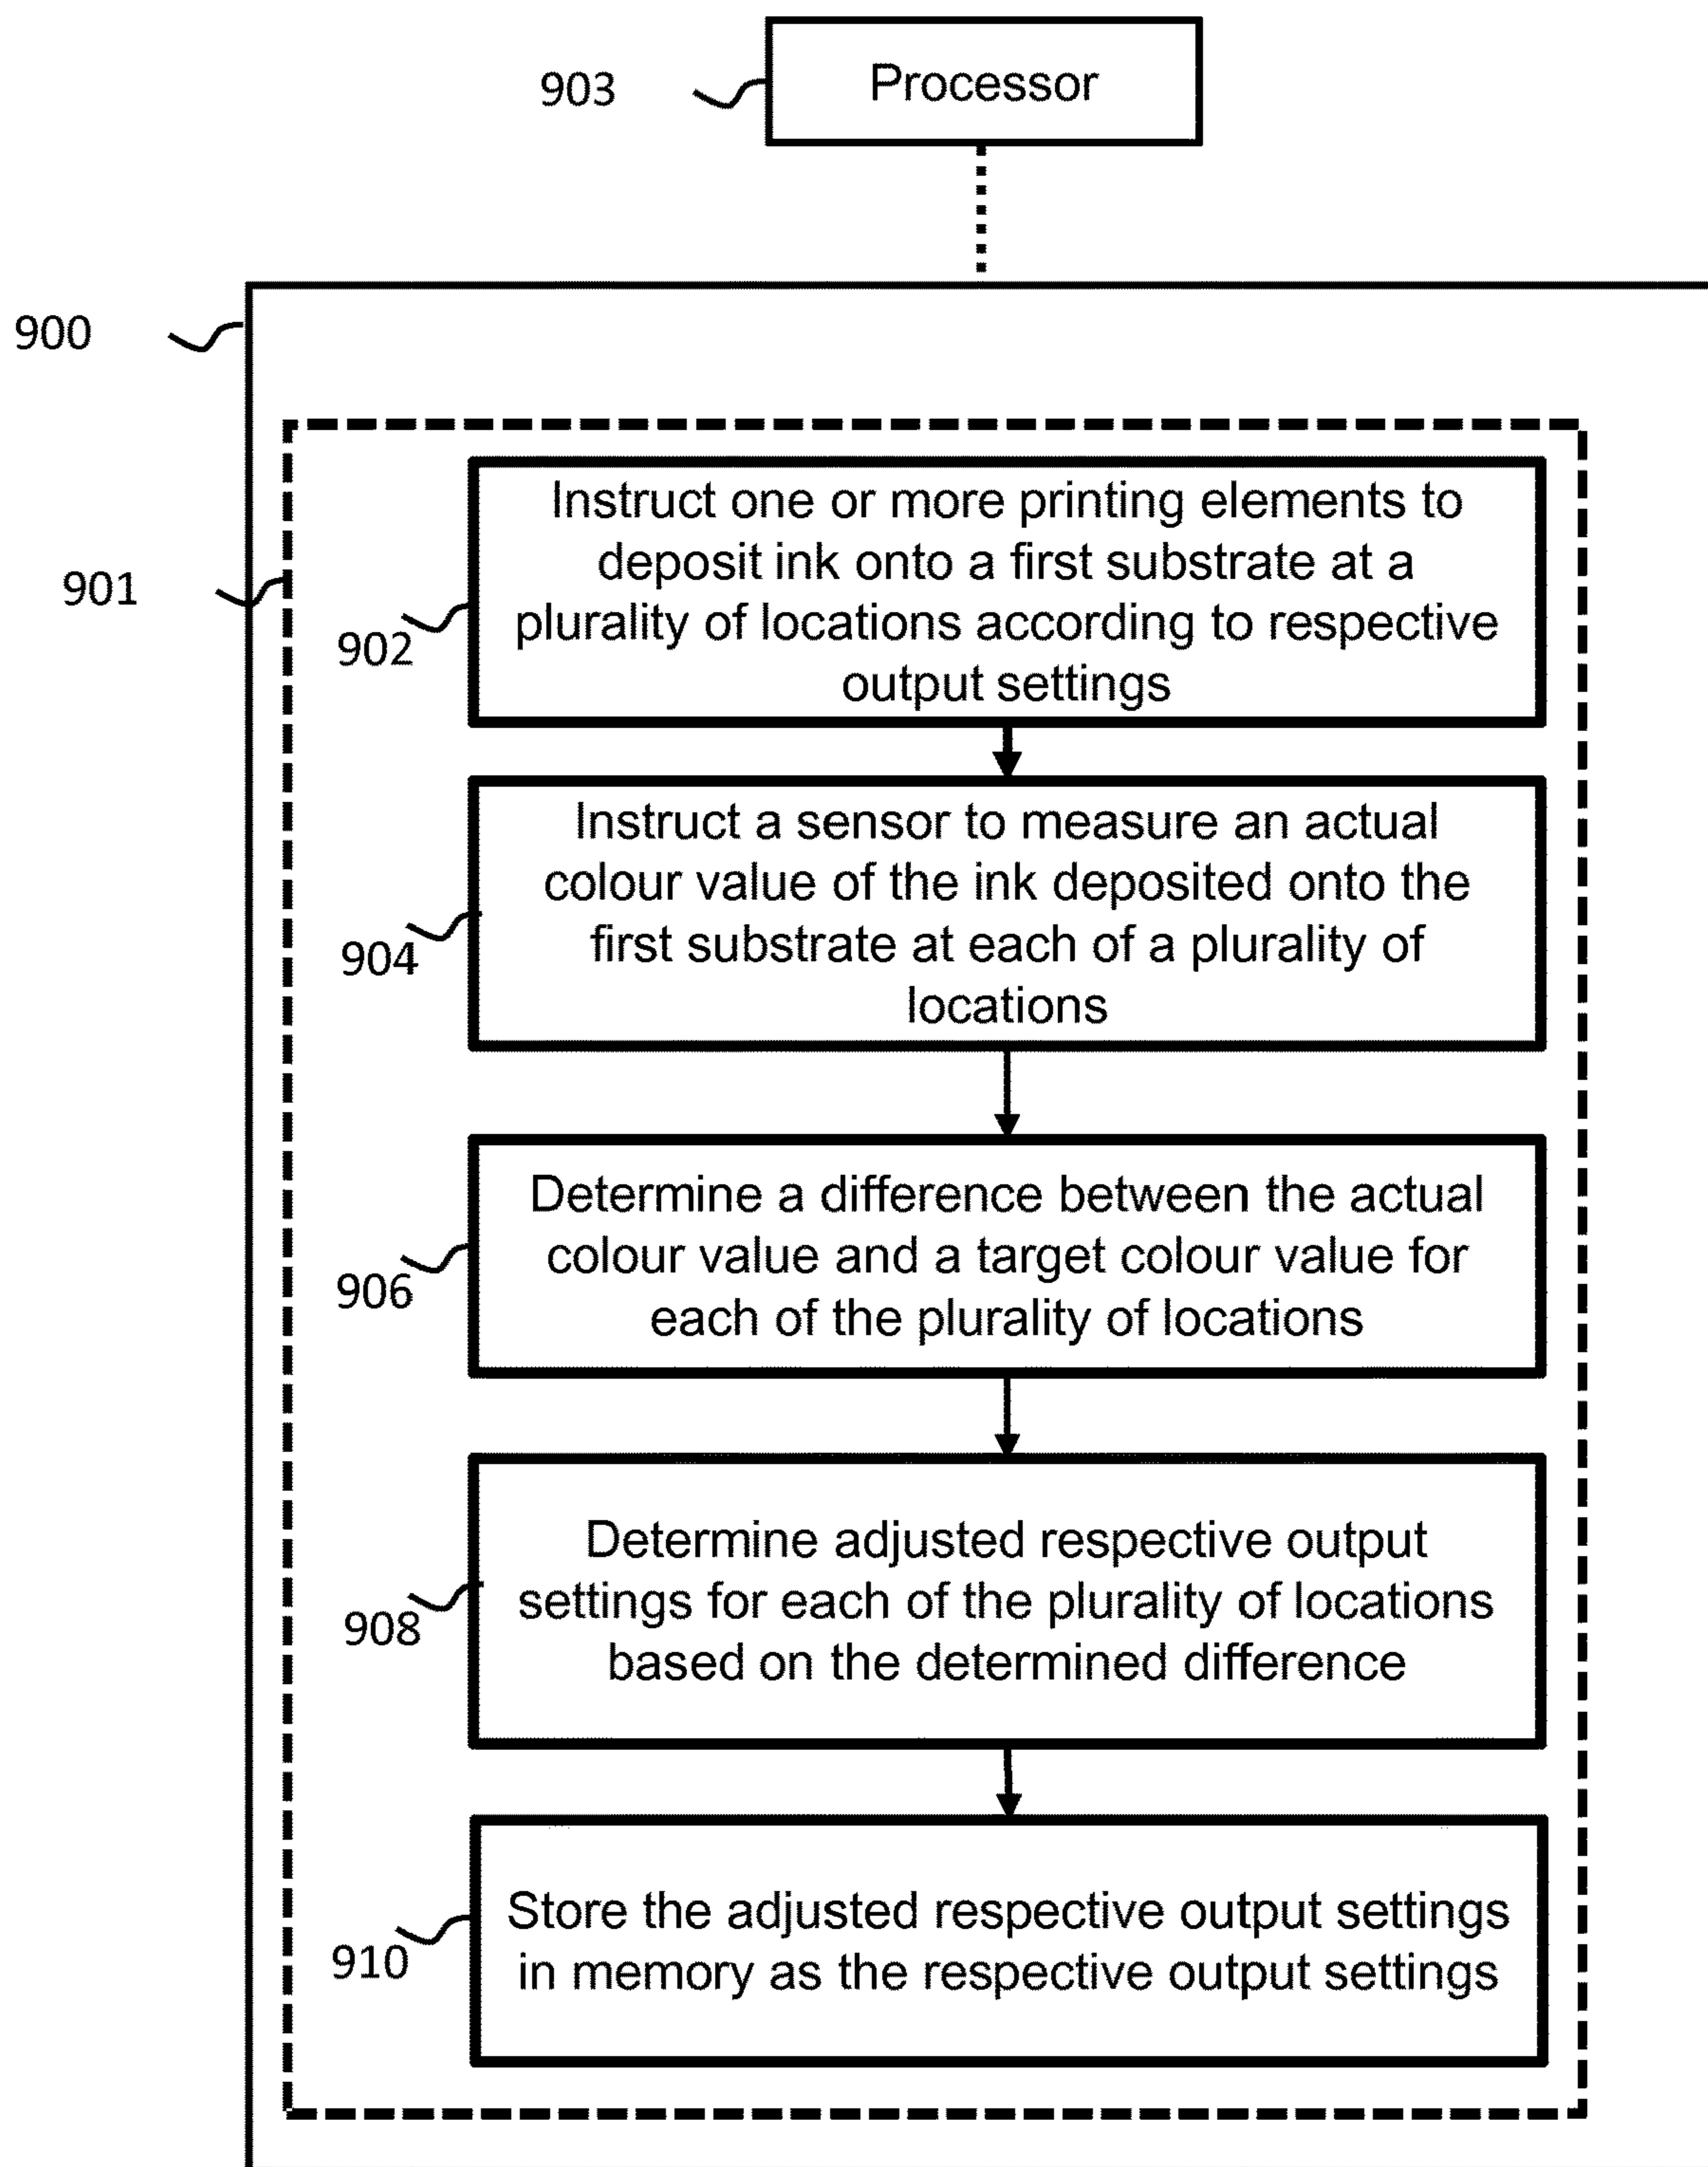 903
Processor
900
901
902
Instruct one or more printing elements to
deposit ink onto a first substrate at a
plurality of locations according to respective
output settings
904
Instruct a sensor to measure an actual
colour value of the ink deposited onto the
first substrate at each of a plurality of
locations
906
Determine a difference between the actual
colour value and a target colour value for
each of the plurality of locations
908
Determine adjusted respective output
settings for each of the plurality of locations
based on the determined difference
910
Store the adjusted respective output settings
in memory as the respective output settings